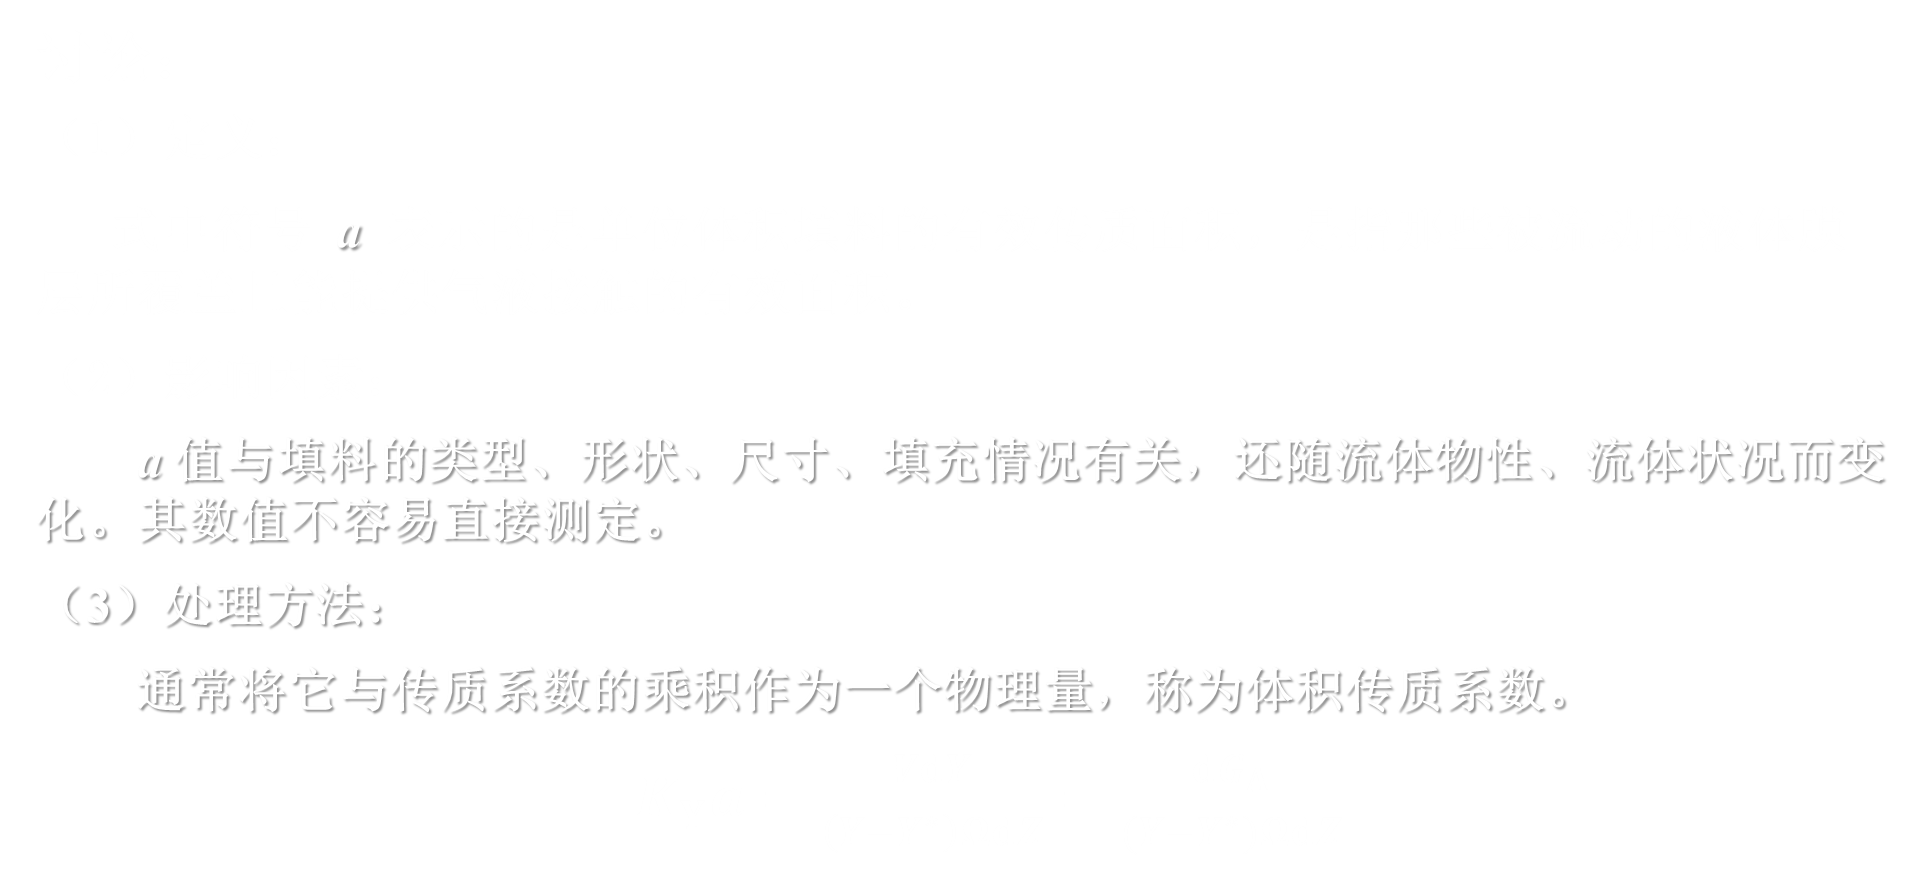 a
a 值与填料的类型、形状、尺寸、填充情况有关，还随流体物性、流体状况而变
化。其数值不容易直接测定。
（3）处理方法：
通常将它与传质系数的乘积作为一个物理量，称为体积传质系数。